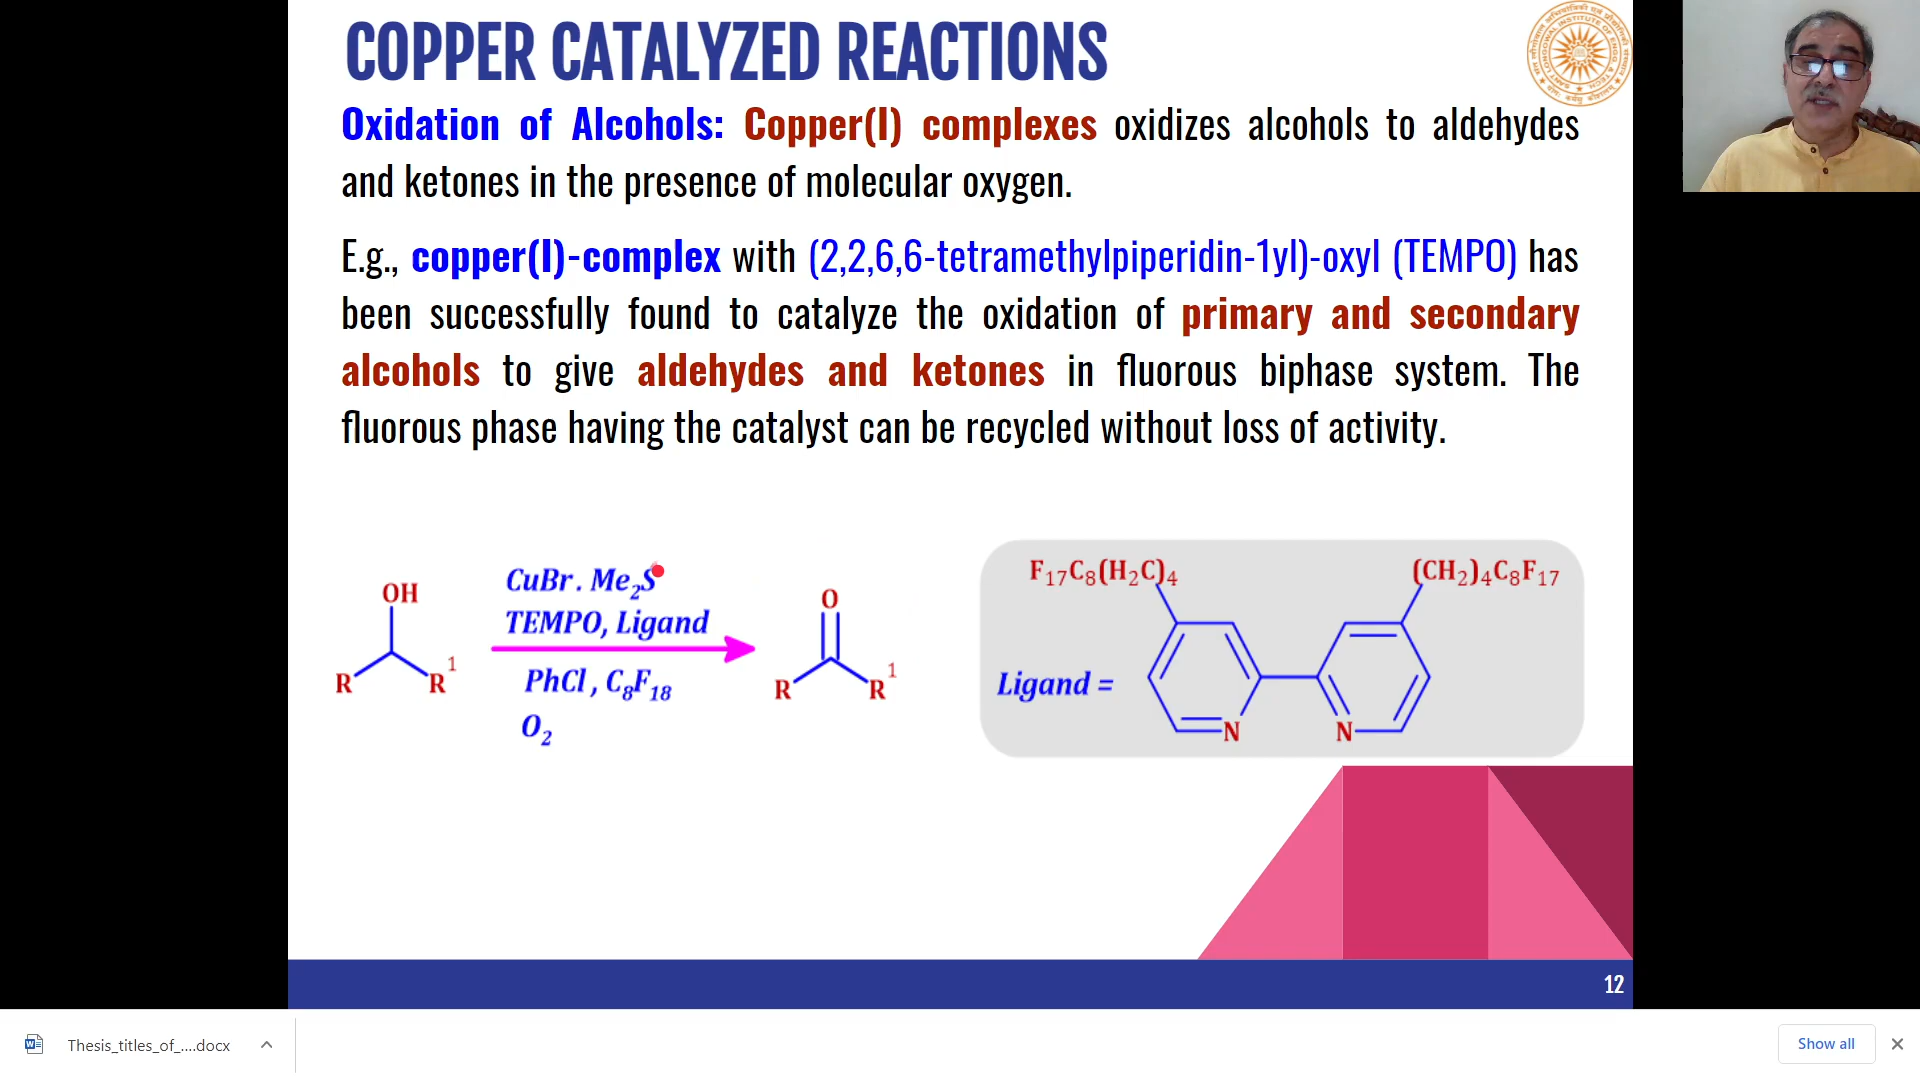 COPPER CATALYZED REACTIONS
Oxidation of Alcohols: Copper(I) complexes oxidizes alcohols to aldehydes
and ketones in the presence of molecular oxygen.
E.g., copper(I)-complex with (2,2,6,6-tetramethylpiperidin-1yl)-oxyl (TEMPO) has
been successfully found to catalyze the oxidation of primary and secondary
alcohols to give aldehydes and ketones in fluorous biphase system. The
fluorous phase having the catalyst can be recycled without loss of activity.
OH
R
R1
CuBr. Me2S
TEMPO, Ligand
PhCl, C8F18
O2
O
R
R1
F17C8(H2C)4
(CH2)4C8F17
Ligand =
N
N
12
Thesis_titles_of_....docx
Show all